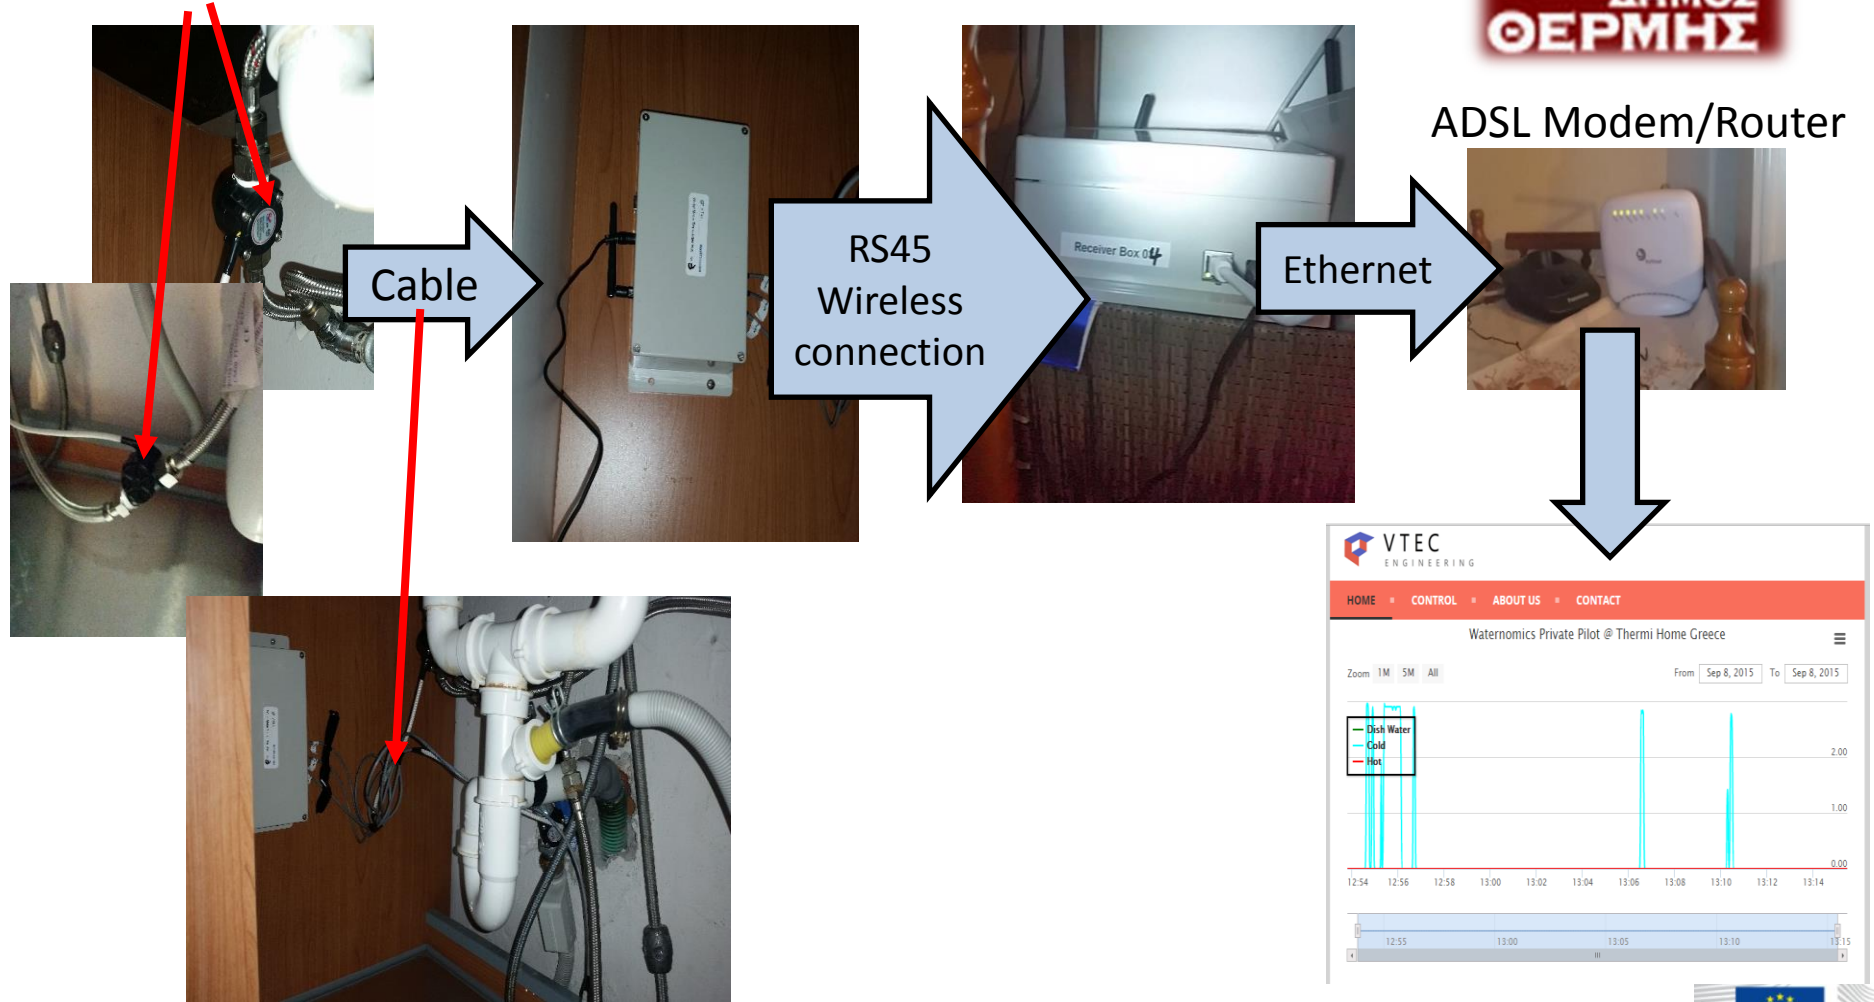 ΔΗΜΟΣ
ΘΕΡΜΗΣ
ADSL Modem/Router
Cable
RS45
Wireless
connection
Receiver Box 04
Ethernet
VTEC
ENGINEERING
HOME CONTROL ABOUT US CONTACT
Waternomics Private Pilot @ Thermi Home Greece
Zoom 1M 5M All From Sep 8, 2015 To Sep 8, 2015
Dish Water
Cold
Hot
2.00
1.00
0.00
12:54 12:56 12:58 13:00 13:02 13:04 13:06 13:08 13:10 13:12 13:14
12:55 13:00 13:05 13:10 13:15